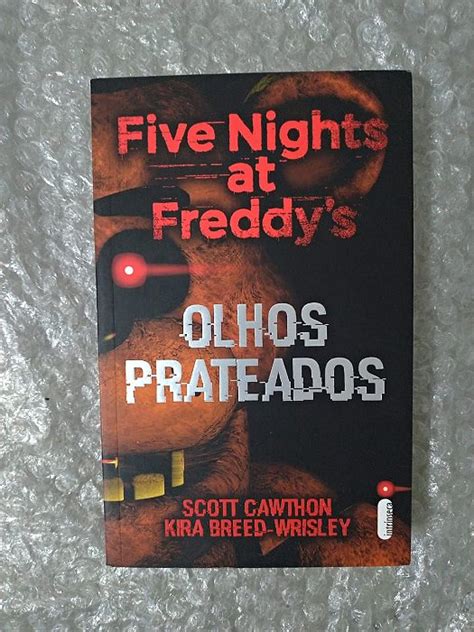 Five Nights
at
Freddy's
OLHOS
PRATEADOS
SCOTT CAWTHON
KIRA BREED-WRISLEY
intrínseca